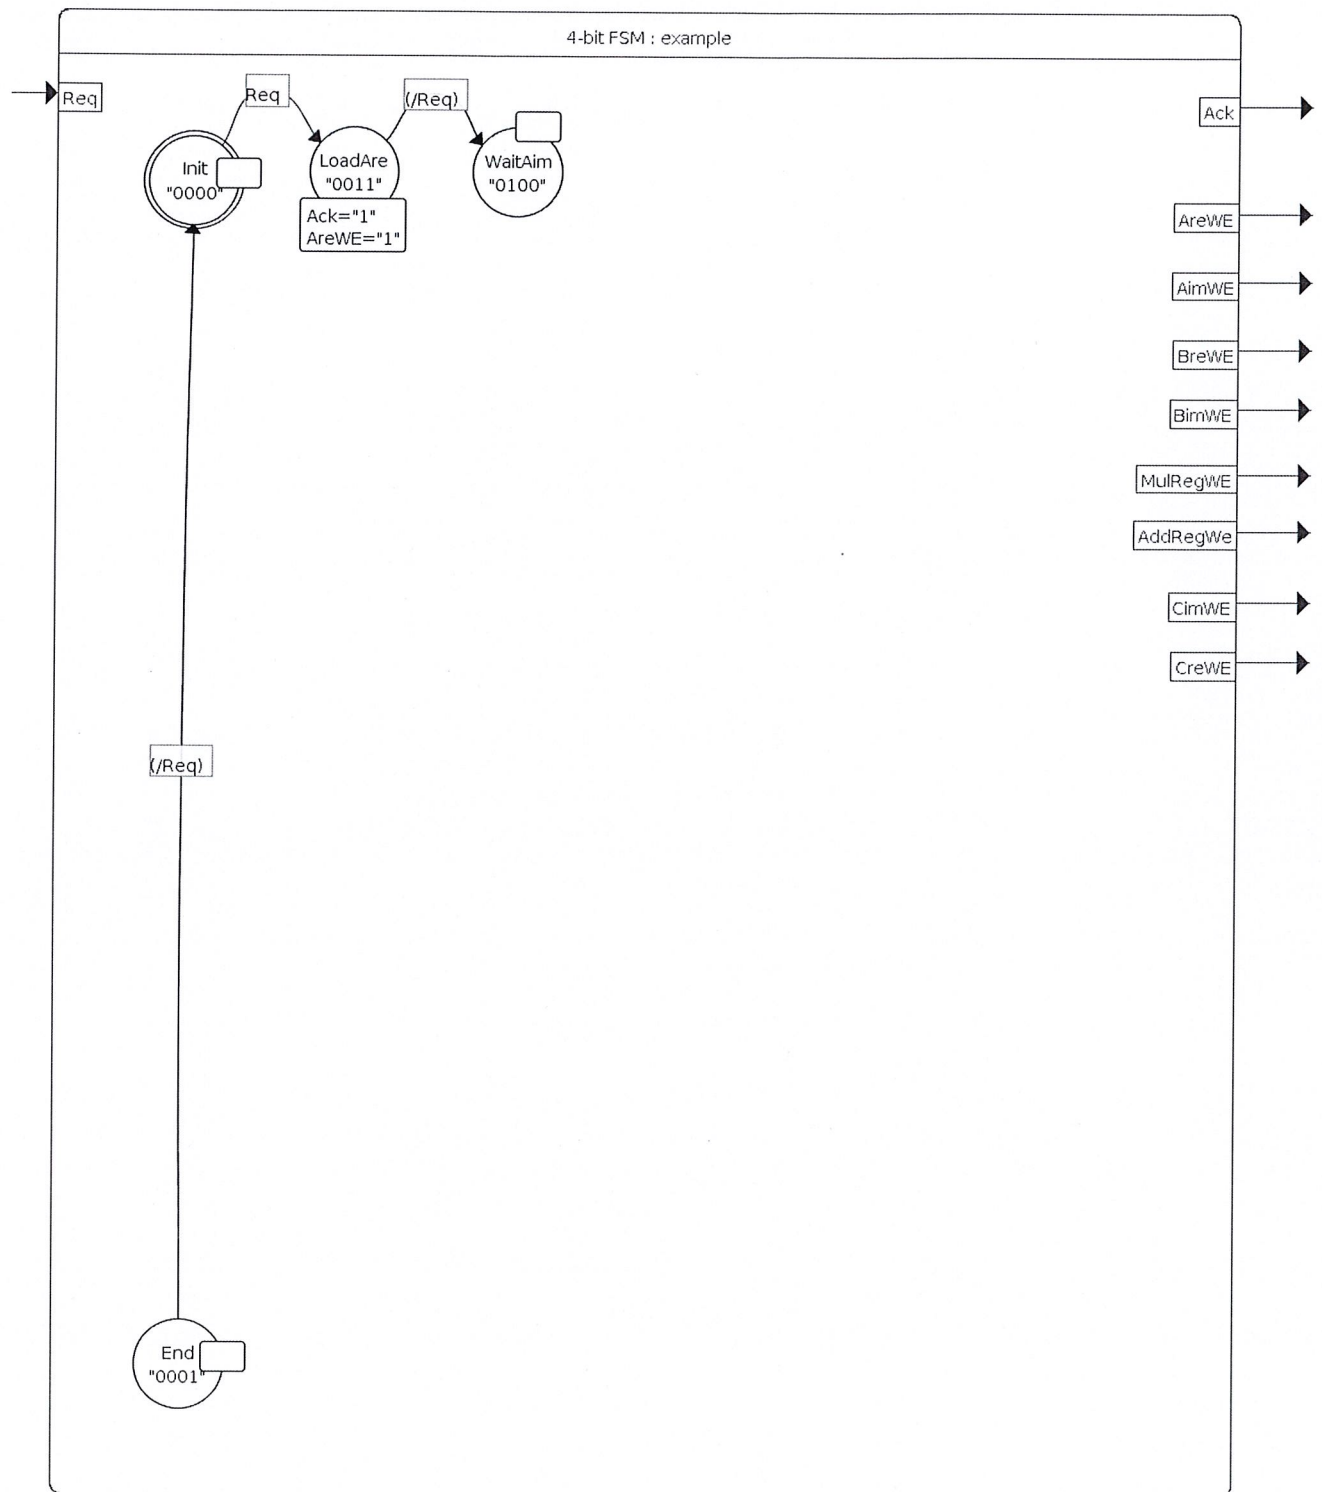 4-bit FSM : example
Req
Req
(/Req)
Ack
Init
"0000"
LoadAre
"0011"
WaitAim
"0100"
Ack="1"
AreWE="1"
AreWE
AimWE
BreWE
BimWE
MulRegWE
AddRegWe
CimWE
CreWE
(/Req)
End
"0001"